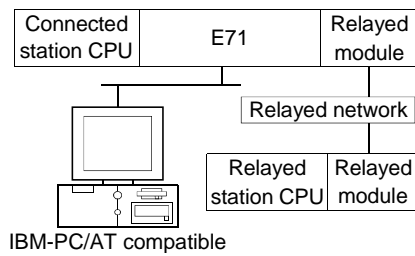 Connected
station CPU
E71
Relayed
module
Relayed network
Relayed
station CPU
Relayed
module
IBM-PC/AT compatible